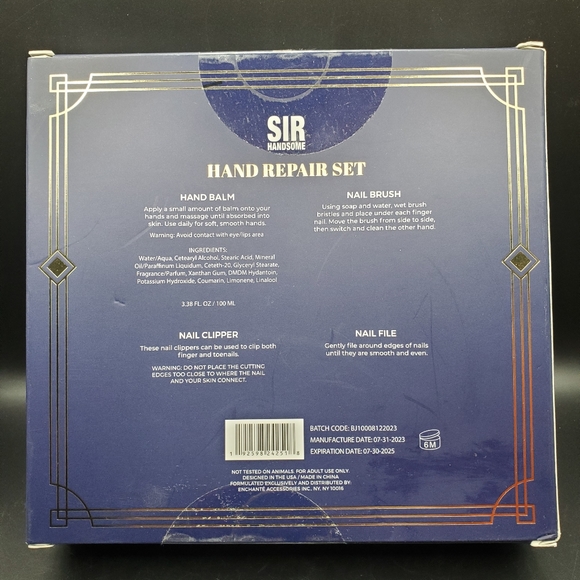 SIR
HANDSOME
HAND REPAIR SET
HAND BALM
Apply a small amount of balm onto your
hands and massage until absorbed into
skin. Use daily for soft, smooth hands.
Warning: Avoid contact with eye/lips area
INGREDIENTS:
Water/Aqua, Cetearyl Alcohol, Stearic Acid, Mineral
Oil/Paraffinum Liquidum, Ceteth-20, Glyceryl Stearate,
Fragrance/Parfum, Xanthan Gum, DMDM Hydantoin,
Potassium Hydroxide, Coumarin, Limonene, Linalool
3.38 FL. OZ / 100 ML
NAIL BRUSH
Using soap and water, wet brush
bristles and place under each finger
nail. Move the brush from side to side,
then switch and clean the other hand.
NAIL CLIPPER
These nail clippers can be used to clip both
finger and toenails.
WARNING: DO NOT PLACE THE CUTTING
EDGES TOO CLOSE TO WHERE THE NAIL
AND YOUR SKIN CONNECT.
NAIL FILE
Gently file around edges of nails
until they are smooth and even.
1 92598 24251 8
BATCH CODE: BJ10008122023
MANUFACTURE DATE: 07-31-2023
EXPIRATION DATE: 07-30-2025
6M
NOT TESTED ON ANIMALS. FOR ADULT USE ONLY.
DESIGNED IN THE USA / MADE IN CHINA
FORMULATED EXCLUSIVELY AND DISTRIBUTED BY:
ENCHANTE ACCESSORIES INC. NY, NY 10016